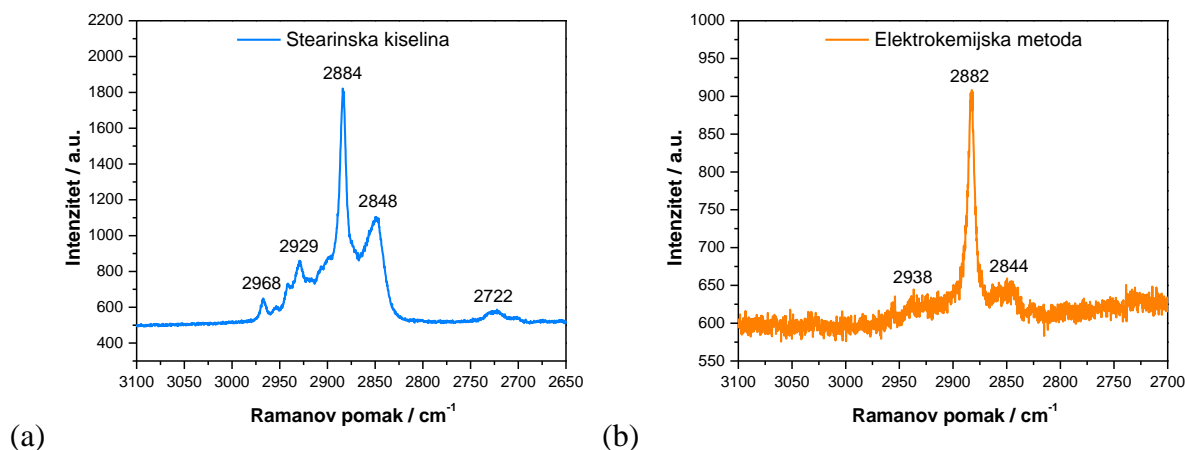 Stearinska kiselina
2884
2848
2929
2968
2722
2200
2000
1800
1600
1400
1200
1000
800
600
400
Intenzitet / a.u.
3100 3050 3000 2950 2900 2850 2800 2750 2700 2650
Ramanov pomak / cm⁻¹
(a)
Elektrokemijska metoda
2882
2938
2844
1000
950
900
850
800
750
700
650
600
550
Intenzitet / a.u.
3100 3050 3000 2950 2900 2850 2800 2750 2700
Ramanov pomak / cm⁻¹
(b)